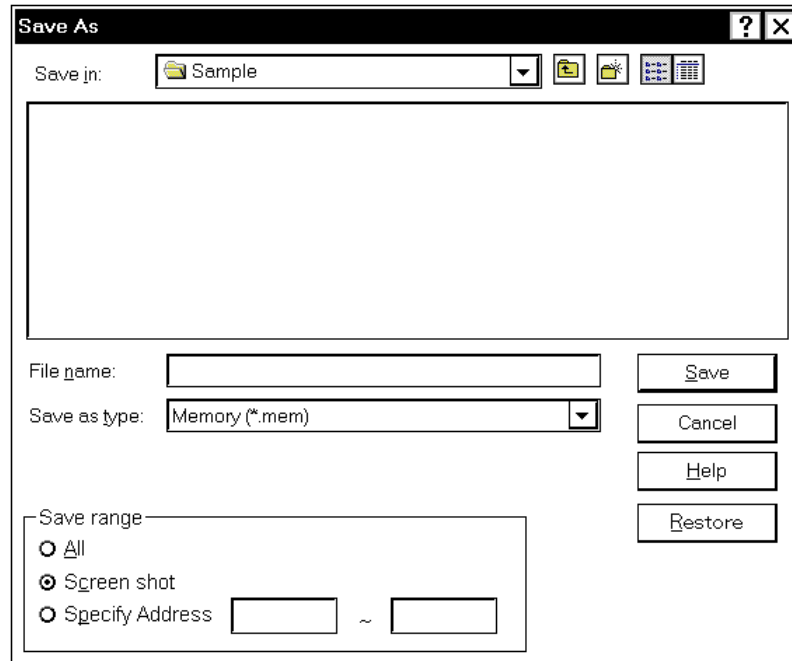 Save As
Save in: Sample
File name:
Save
Save as type: Memory (*.mem)
Cancel
Help
Restore
Save range
All
Screen shot
Specify Address ~